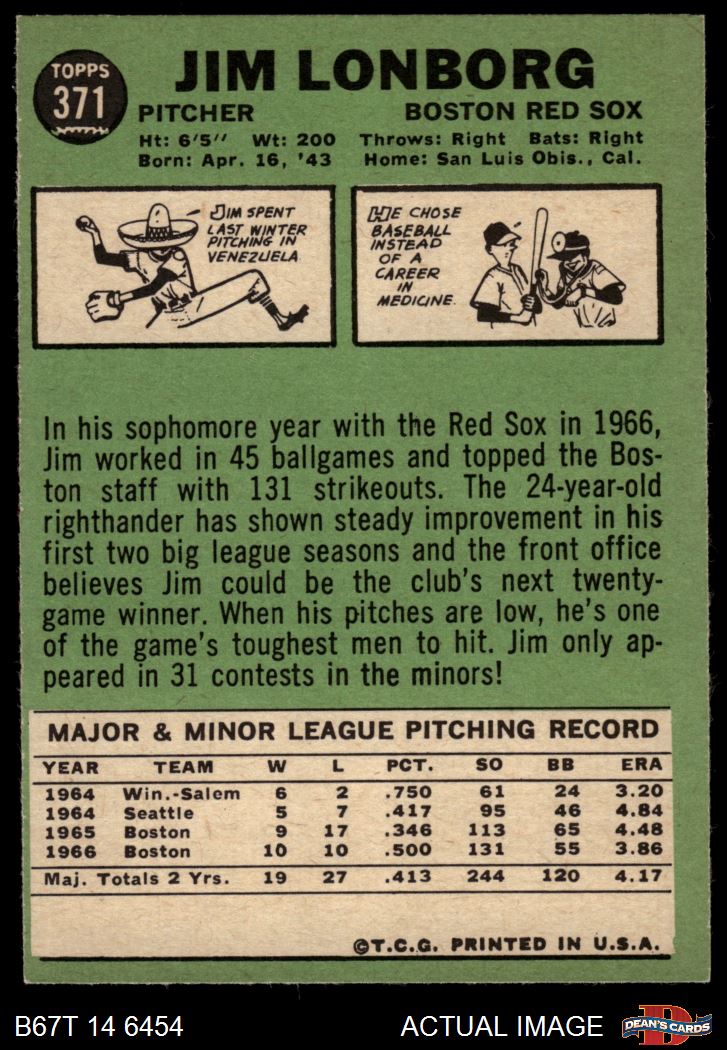 TOPPS
371
JIM LONBORG
PITCHER BOSTON RED SOX
Ht: 6'5" Wt: 200 Throws: Right Bats: Right
Born: Apr. 16, '43 Home: San Luis Obis., Cal.
JIM SPENT
LAST WINTER
PITCHING IN
VENEZUELA
HE CHOSE
BASEBALL
INSTEAD
OF A
CAREER
IN
MEDICINE.
In his sophomore year with the Red Sox in 1966,
Jim worked in 45 ballgames and topped the Bos-
ton staff with 131 strikeouts. The 24-year-old
righthander has shown steady improvement in his
first two big league seasons and the front office
believes Jim could be the club's next twenty-
game winner. When his pitches are low, he's one
of the game's toughest men to hit. Jim only ap-
peared in 31 contests in the minors!
MAJOR & MINOR LEAGUE PITCHING RECORD
YEAR TEAM W L PCT. SO BB ERA
1964 Win.-Salem 6 2 .750 61 24 3.20
1964 Seattle 5 7 .417 95 46 4.84
1965 Boston 9 17 .346 113 65 4.48
1966 Boston 10 10 .500 131 55 3.86
Maj. Totals 2 Yrs. 19 27 .413 244 120 4.17
©T.C.G. PRINTED IN U.S.A.
B67T 14 6454 ACTUAL IMAGE
D
DEAN'S CARDS